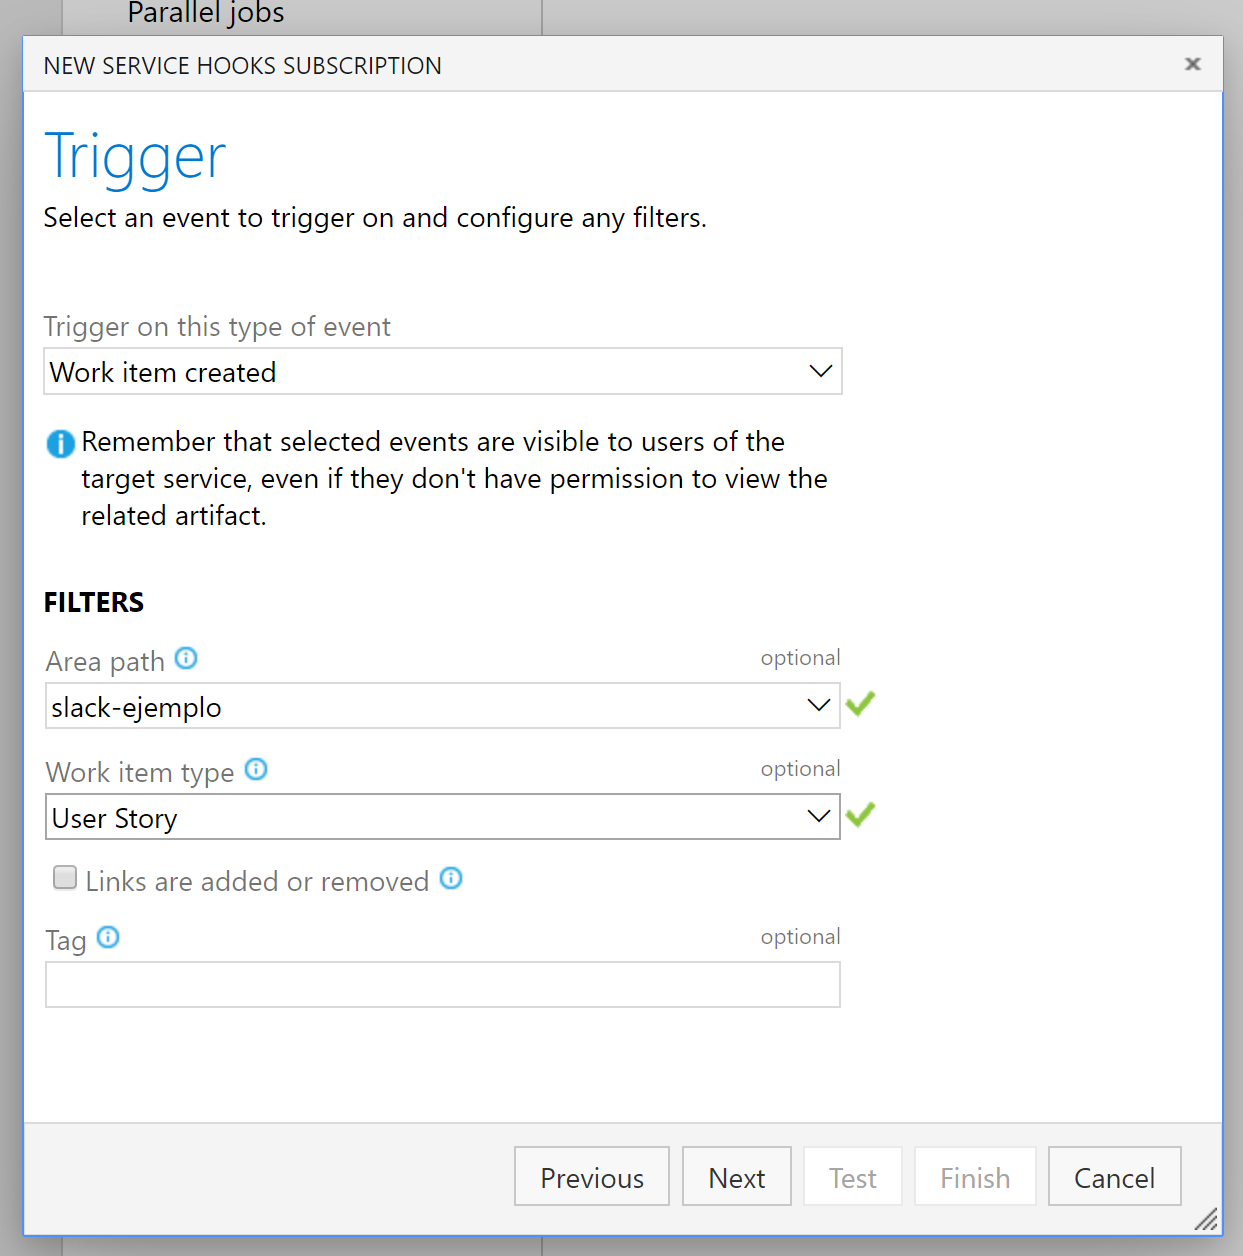 Parallel jobs
NEW SERVICE HOOKS SUBSCRIPTION
Trigger
Select an event to trigger on and configure any filters.
Trigger on this type of event
Work item created
Remember that selected events are visible to users of the
target service, even if they don't have permission to view the
related artifact.
FILTERS
Area path optional
slack-ejemplo
Work item type optional
User Story
Links are added or removed
Tag optional
Previous Next Test Finish Cancel